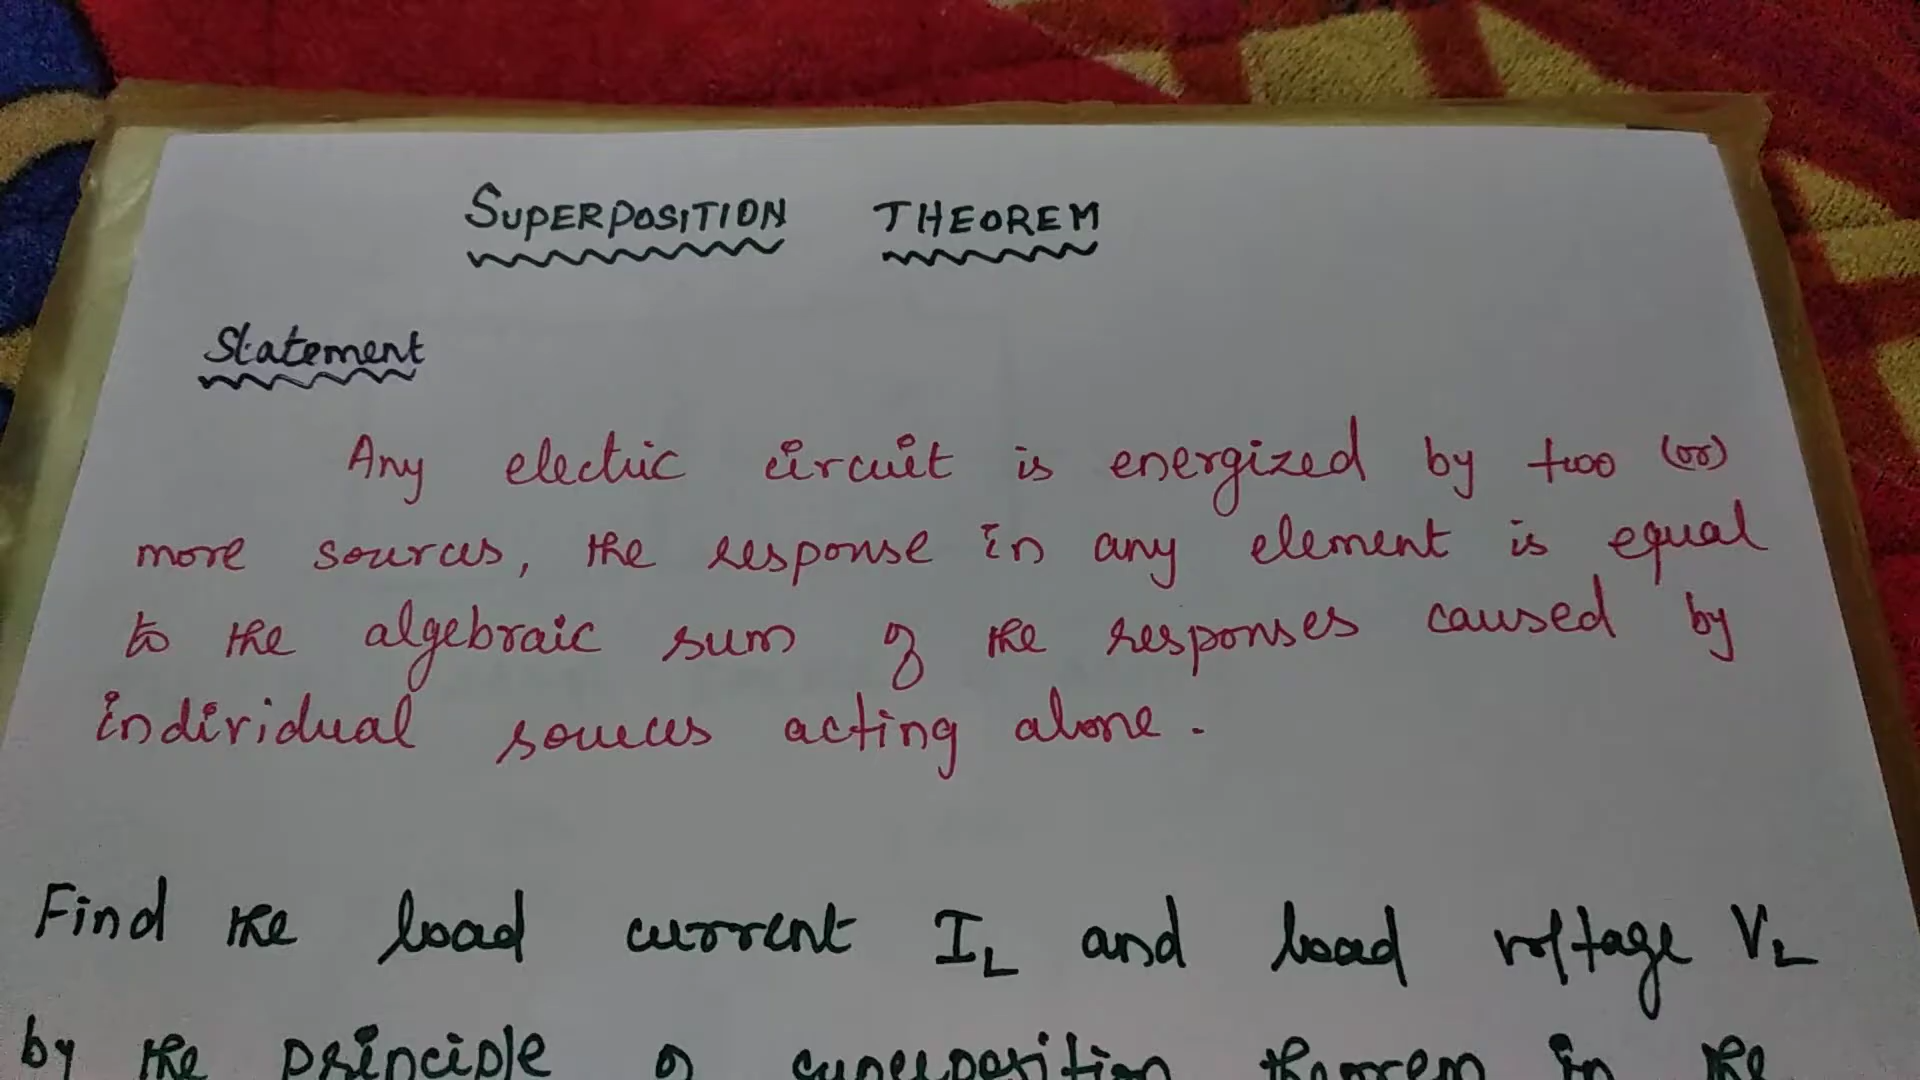 SUPERPOSITION THEOREM
Statement
Any electric circuit is energized by two (or)
more sources, the response in any element is equal
to the algebraic sum of the responses caused by
individual sources acting alone.
Find the load current IL and load voltage VL
by the principle of superposition theorem in the